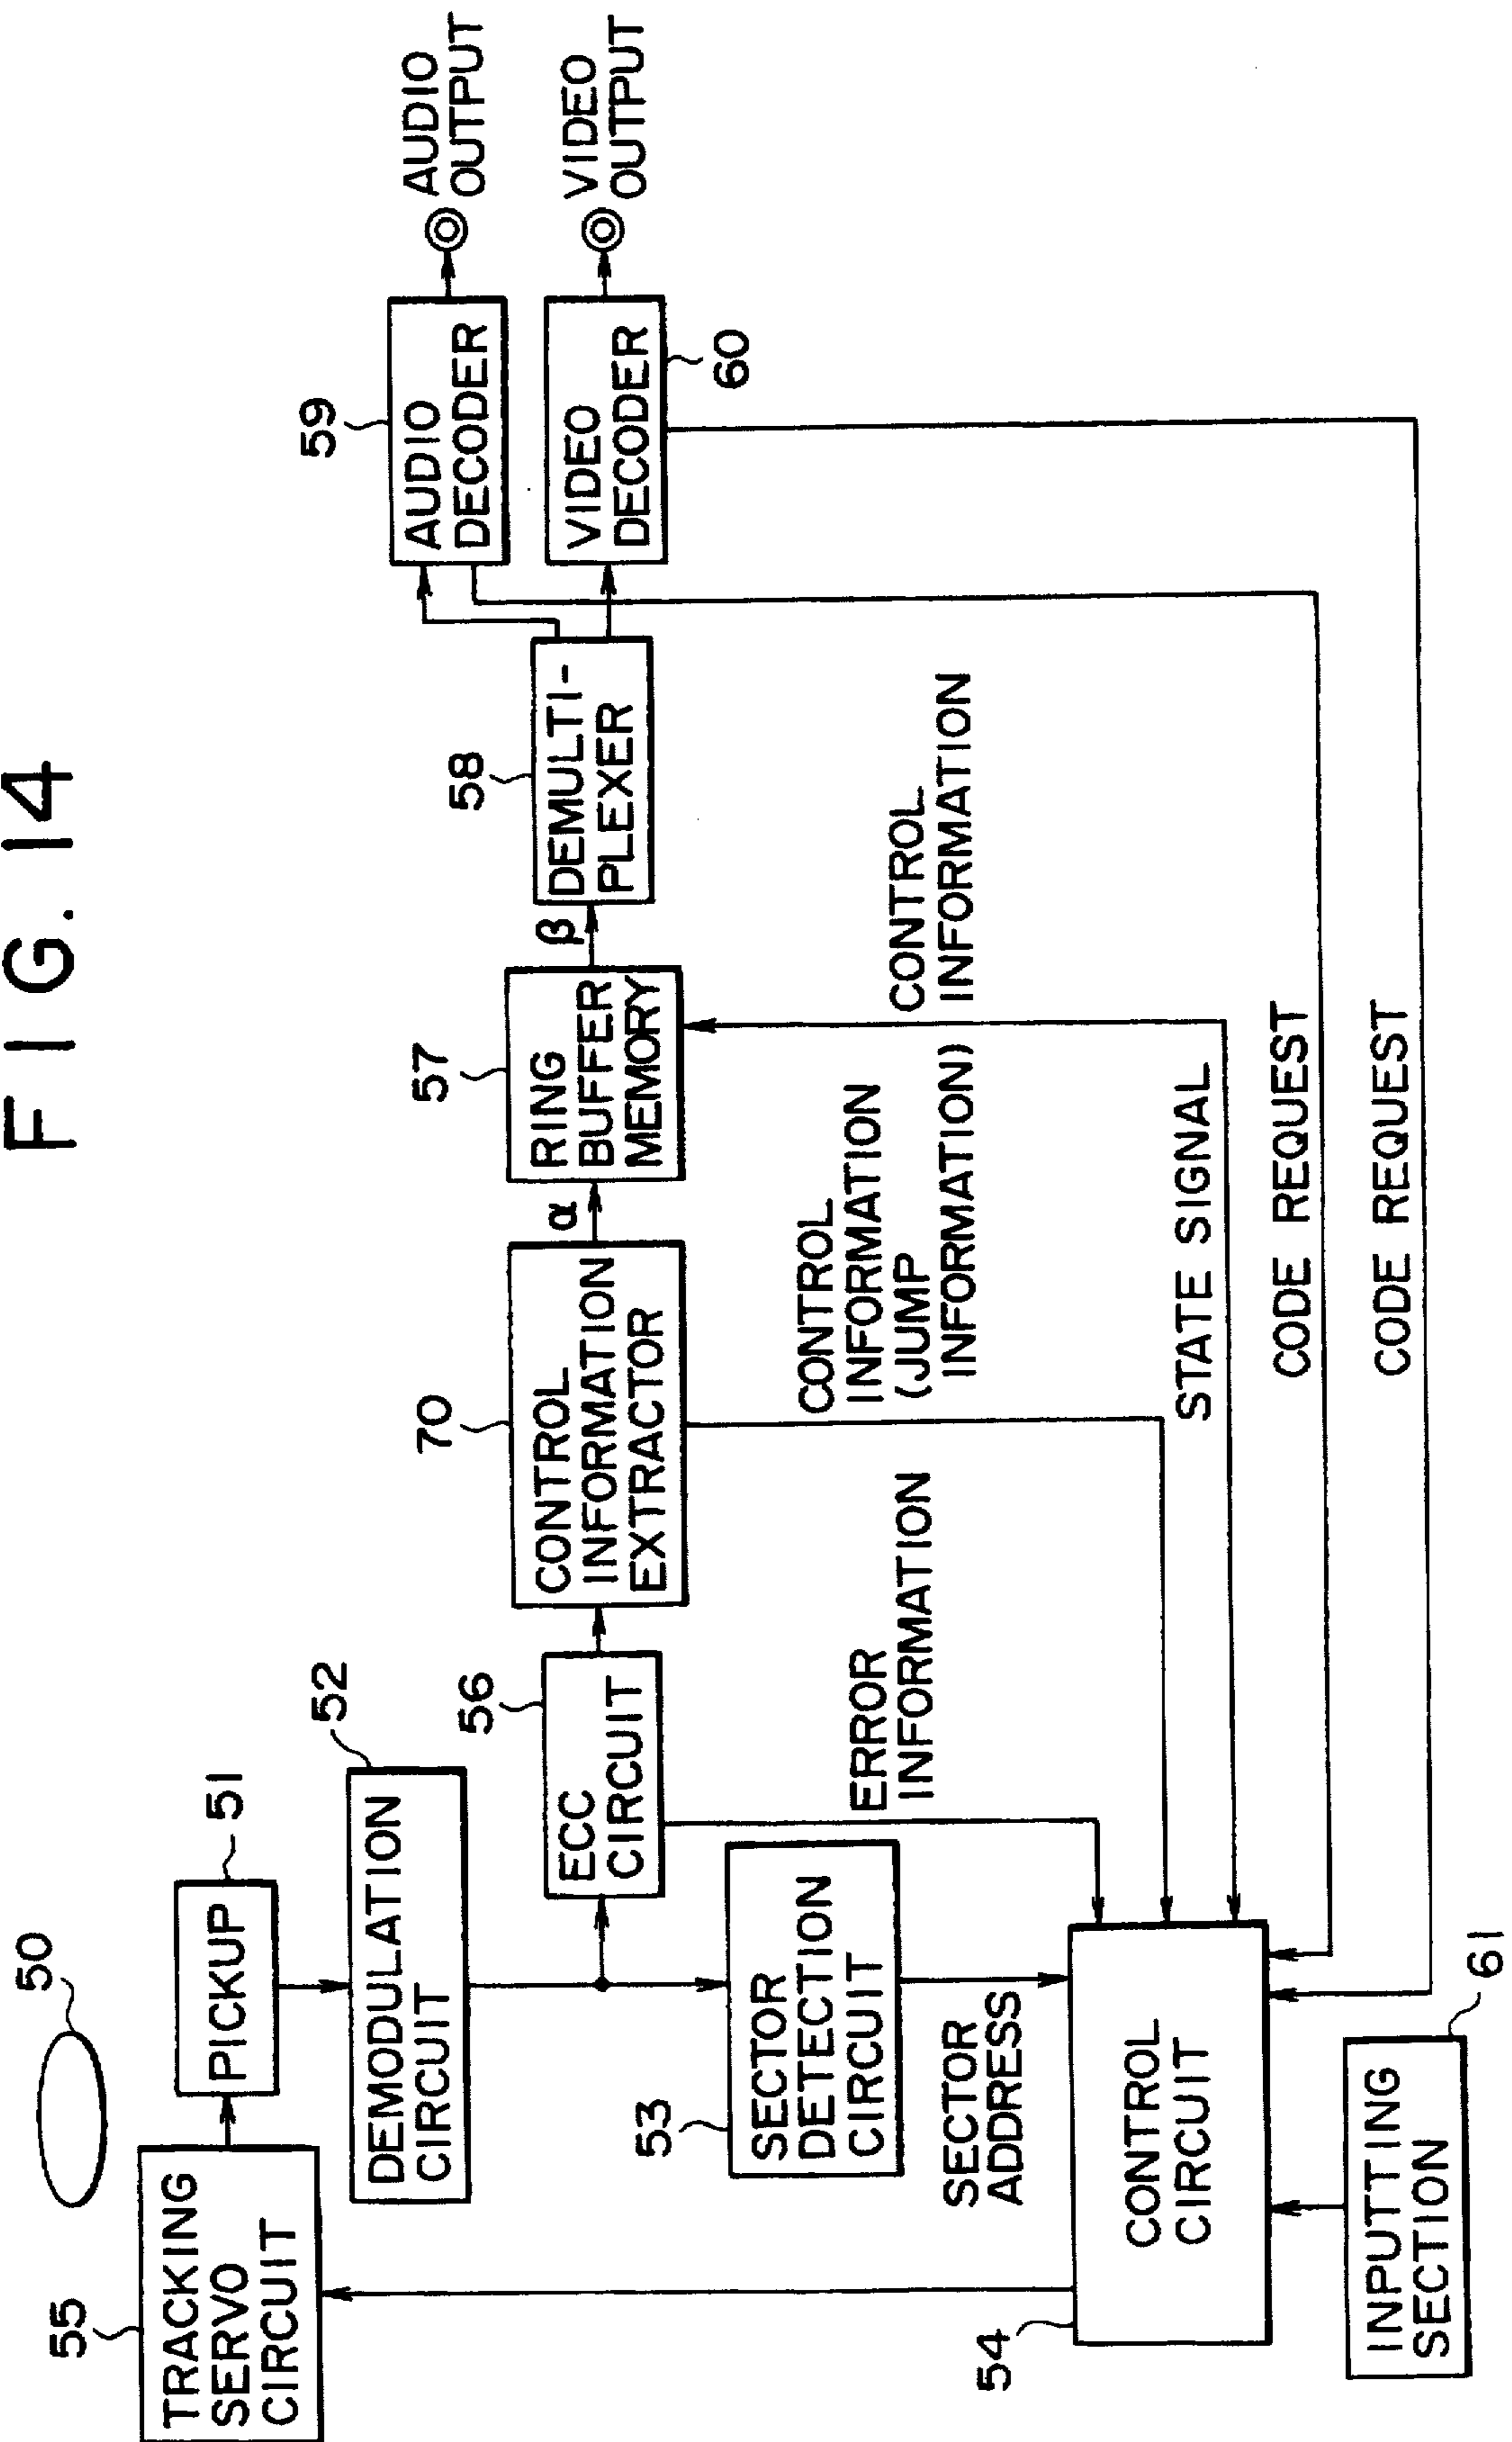 FIG. 14
50
55
TRACKING
SERVO
CIRCUIT
PICKUP
51
DEMODULATION
CIRCUIT
52
ECC
CIRCUIT
56
CONTROL
INFORMATION
EXTRACTOR
70
α
RING
BUFFER
MEMORY
57
β
DEMULTI-
PLEXER
58
AUDIO
DECODER
59
AUDIO
OUTPUT
VIDEO
DECODER
60
VIDEO
OUTPUT
53
SECTOR
DETECTION
CIRCUIT
SECTOR
ADDRESS
ERROR
INFORMATION
CONTROL
INFORMATION
(JUMP
INFORMATION)
CONTROL
INFORMATION
STATE SIGNAL
CODE REQUEST
CODE REQUEST
54
CONTROL
CIRCUIT
INPUTTING
SECTION
61